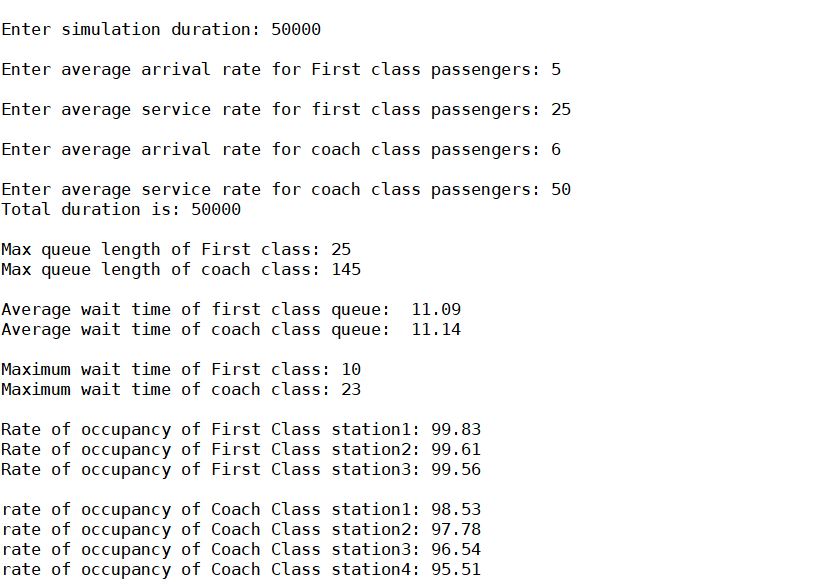 Enter simulation duration: 50000
Enter average arrival rate for First class passengers: 5
Enter average service rate for first class passengers: 25
Enter average arrival rate for coach class passengers: 6
Enter average service rate for coach class passengers: 50
Total duration is: 50000
Max queue length of First class: 25
Max queue length of coach class: 145
Average wait time of first class queue:  11.09
Average wait time of coach class queue:  11.14
Maximum wait time of First class: 10
Maximum wait time of coach class: 23
Rate of occupancy of First Class station1: 99.83
Rate of occupancy of First Class station2: 99.61
Rate of occupancy of First Class station3: 99.56
rate of occupancy of Coach Class station1: 98.53
rate of occupancy of Coach Class station2: 97.78
rate of occupancy of Coach Class station3: 96.54
rate of occupancy of Coach Class station4: 95.51